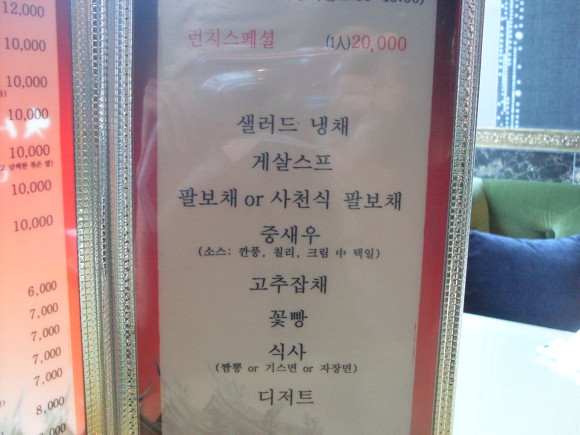 12,000
10,000
10,000
10,000
10,000
10,000
10,000
10,000
6,000
7,000
7,000
7,000
7,000
8,000
런치스페셜 (1人)20,000
샐러드 냉채
게살스프
팔보채 or 사천식 팔보채
중새우
(소스: 깐풍, 칠리, 크림 中 택일)
고추잡채
꽃빵
식사
(짬뽕 or 기스면 or 자장면)
디저트